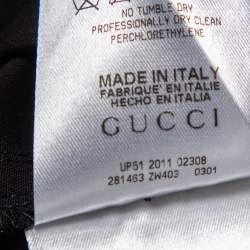 NO TUMBLE DRY
PROFESSIONALLY DRY CLEAN
PERCHLORETHYLENE
MADE IN ITALY
FABRIQUÉ EN ITALIE
HECHO EN ITALIA
GUCCI
UP51 2011 02308
281463 ZW403 0301